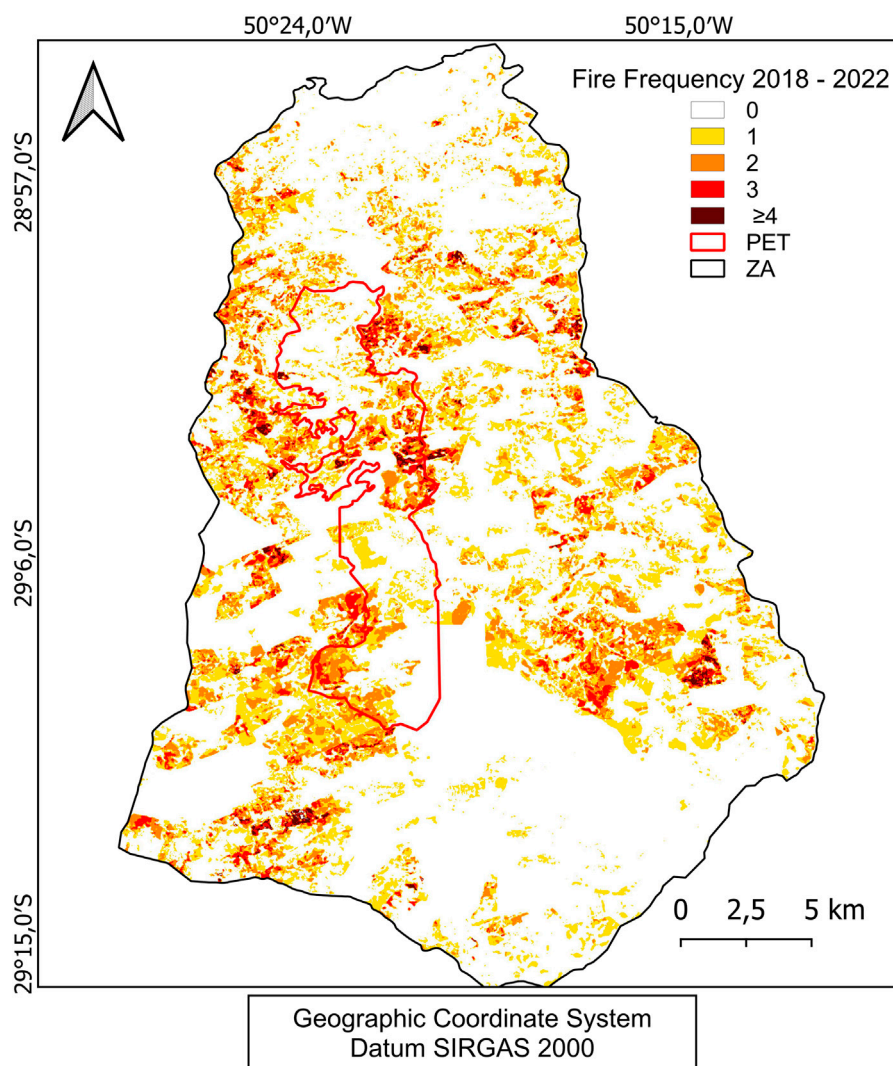 50°24,0′W
50°15,0′W
Fire Frequency 2018 - 2022
0
1
2
3
≥4
PET
ZA
28°57,0′S
29°6,0′S
29°15,0′S
0 2,5 5 km
Geographic Coordinate System
Datum SIRGAS 2000